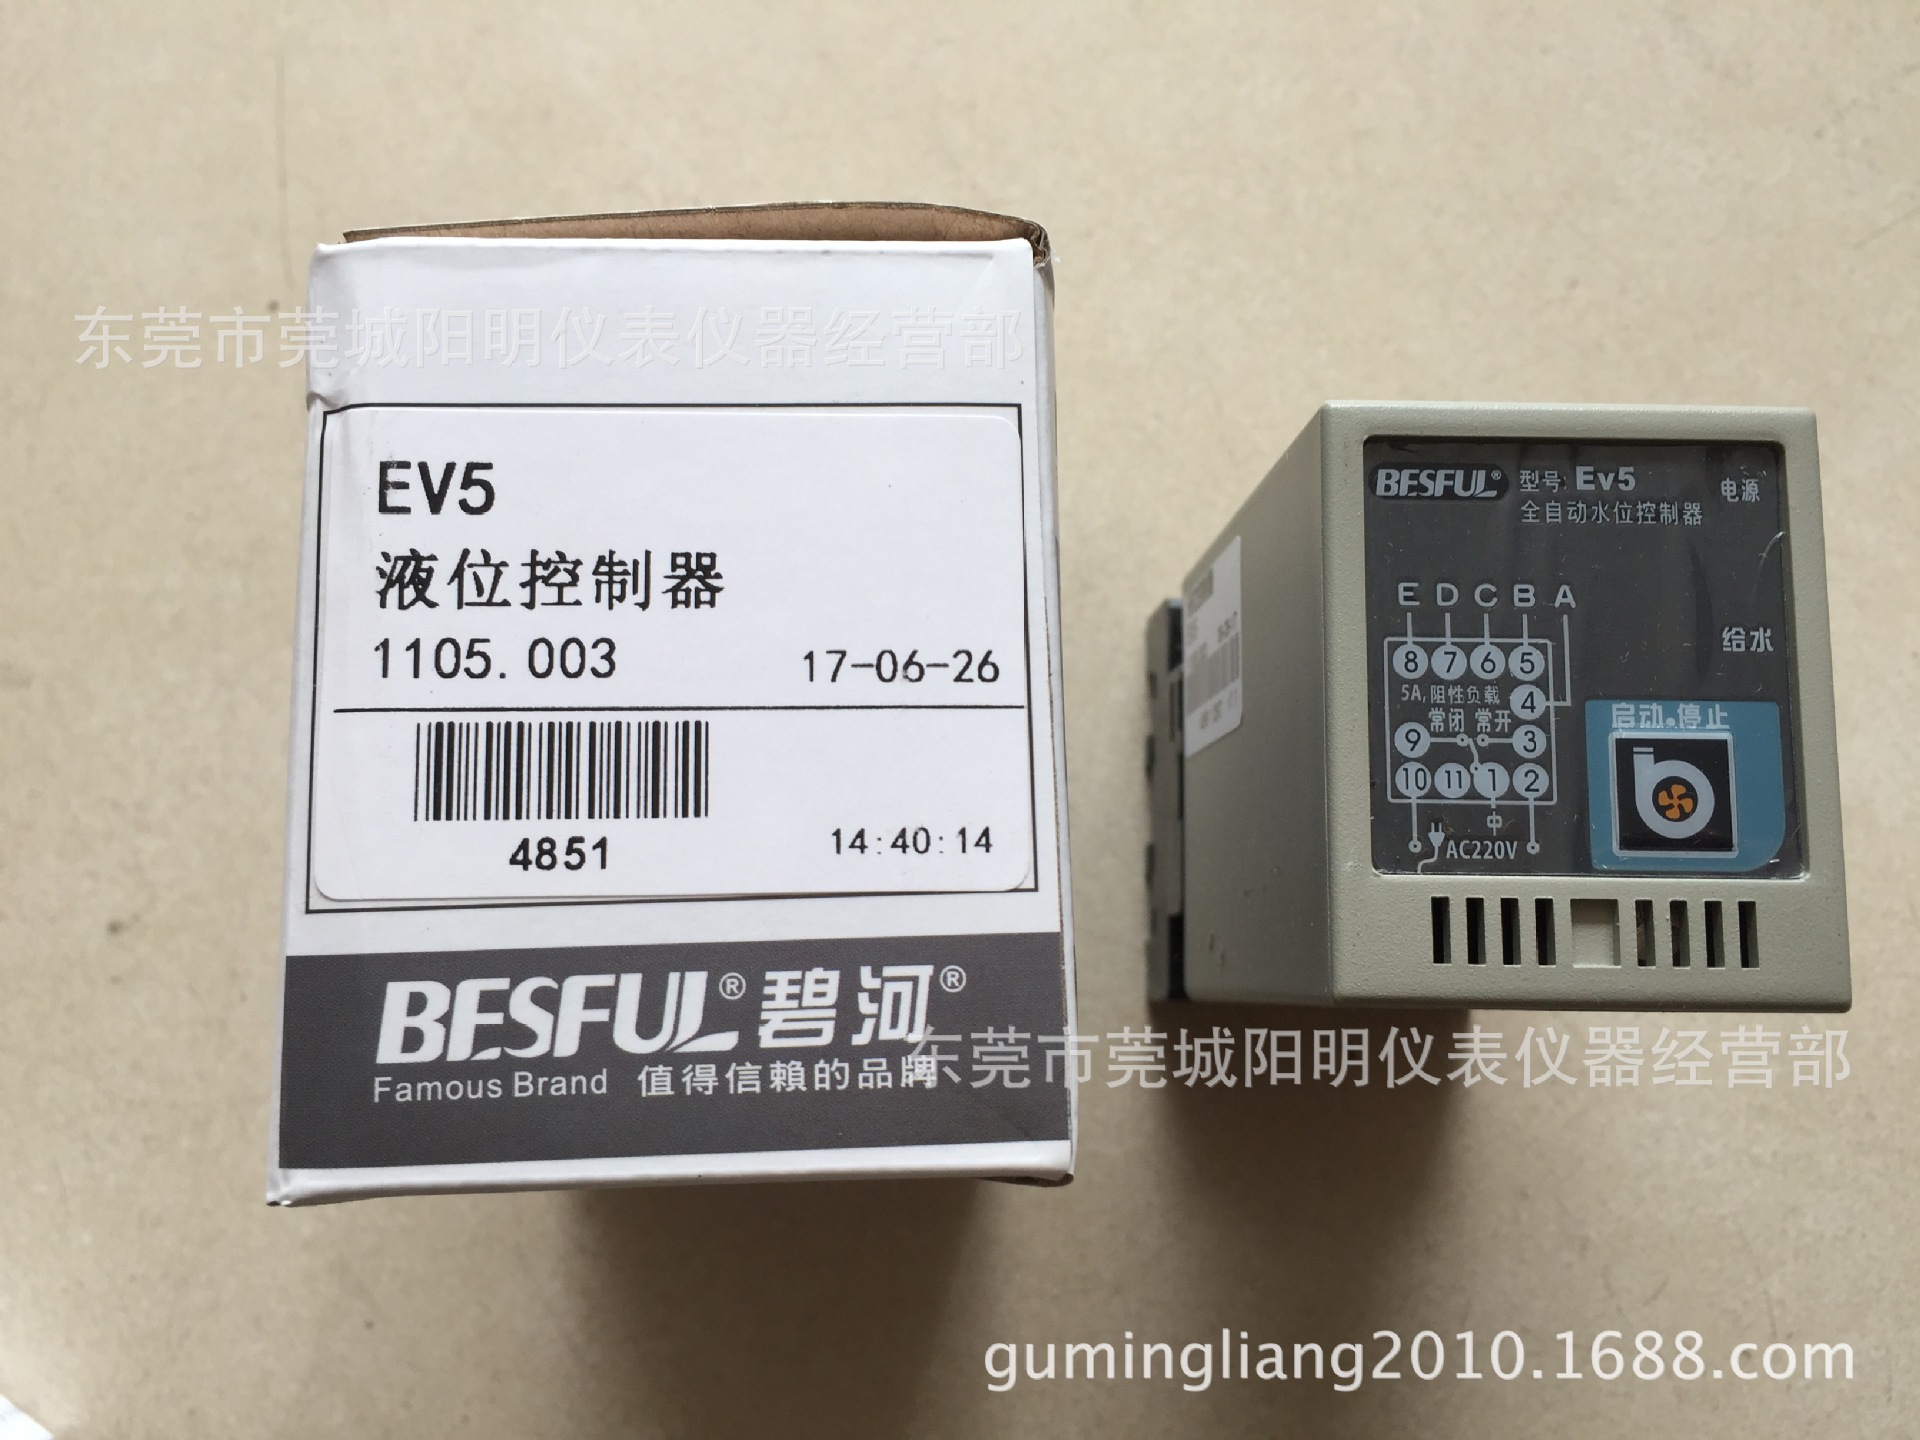 东莞市莞城阳明仪表仪器经营部
EV5
液位控制器
1105.003 17-06-26
4851 14:40:14
BESFUL® 碧河®
Famous Brand 值得信賴的品牌
BESFUL® 型号: Ev5 电源
全自动水位控制器
E D C B A
给水
8 7 6 5
5A, 阻性负载 4
启动.停止
常闭 常开
9 3
10 11 1 2
中
AC220V
b
东莞市莞城阳明仪表仪器经营部
gumingliang2010.1688.com